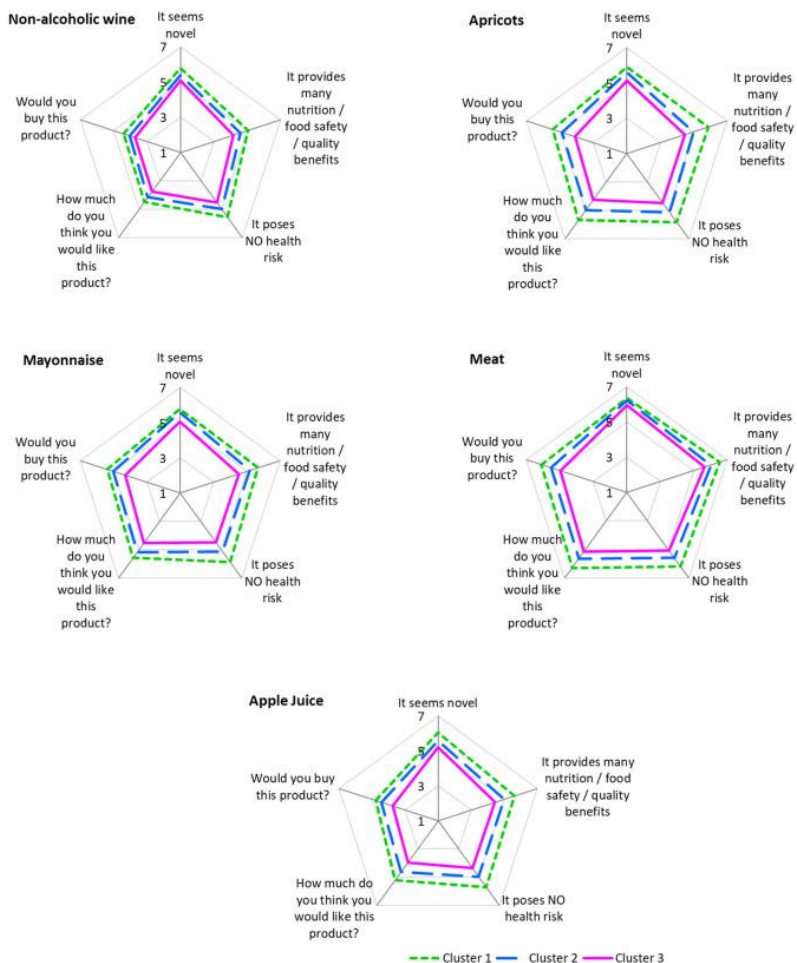 Non-alcoholic wine
It seems
novel
7
5
3
1
It provides
many
nutrition /
food safety
/ quality
benefits
It poses
NO health
risk
How much
do you
think you
would like
this
product?
Would you
buy this
product?
Apricots
It seems
novel
7
5
3
1
It provides
many
nutrition /
food safety
/ quality
benefits
It poses
NO health
risk
How much
do you
think you
would like
this
product?
Would you
buy this
product?
Mayonnaise
It seems
novel
7
5
3
1
It provides
many
nutrition /
food safety
/ quality
benefits
It poses
NO health
risk
How much
do you
think you
would like
this
product?
Would you
buy this
product?
Meat
It seems
novel
7
5
3
1
It provides
many
nutrition /
food safety
/ quality
benefits
It poses
NO health
risk
How much
do you
think you
would like
this
product?
Would you
buy this
product?
Apple Juice
It seems novel
7
5
3
1
It provides many
nutrition / food
safety / quality
benefits
It poses NO
health risk
How much do
you think you
would like this
product?
Would you buy
this product?
Cluster 1 Cluster 2 Cluster 3